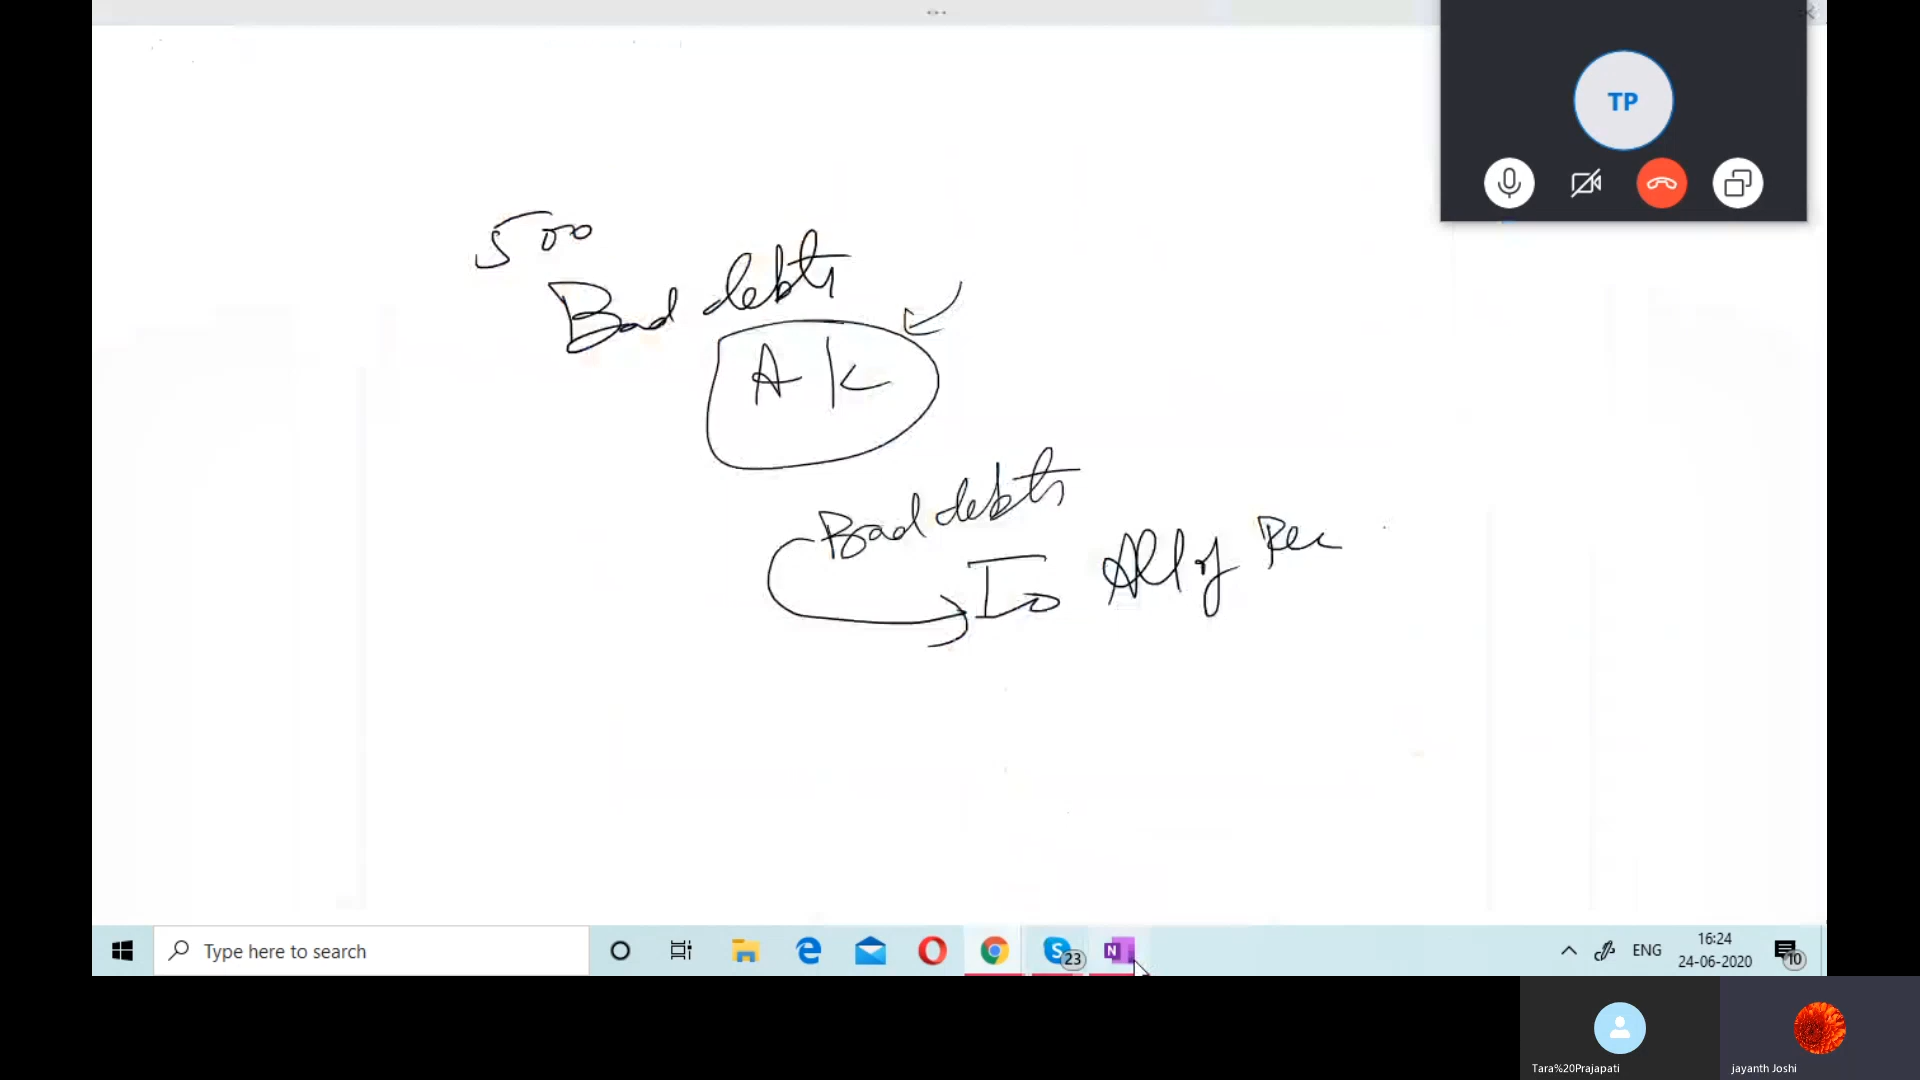 TP
500
Bad debts
A K
Bad debts
To All of Rec
Type here to search
23
N
ENG
16:24
24-06-2020
10
Tara%20Prajapati
jayanth Joshi